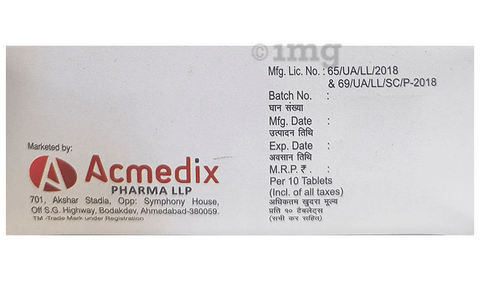 ©1mg
Marketed by:
Acmedix
PHARMA LLP
701, Akshar Stadia, Opp: Symphony House,
Off S.G. Highway, Bodakdev, Ahmedabad-380059.
TM-Trade Mark under Registration
Mfg. Lic. No. : 65/UA/LL/2018
& 69/UA/LL/SC/P-2018
Batch No. :
घान संख्या
Mfg. Date :
उत्पादन तिथि
Exp. Date :
अवसान तिथि
M.R.P. ₹ :
Per 10 Tablets
(Incl. of all taxes)
अधिकतम खुदरा मूल्य
प्रति १० टेबलेट्स
(सभी कर सहित)